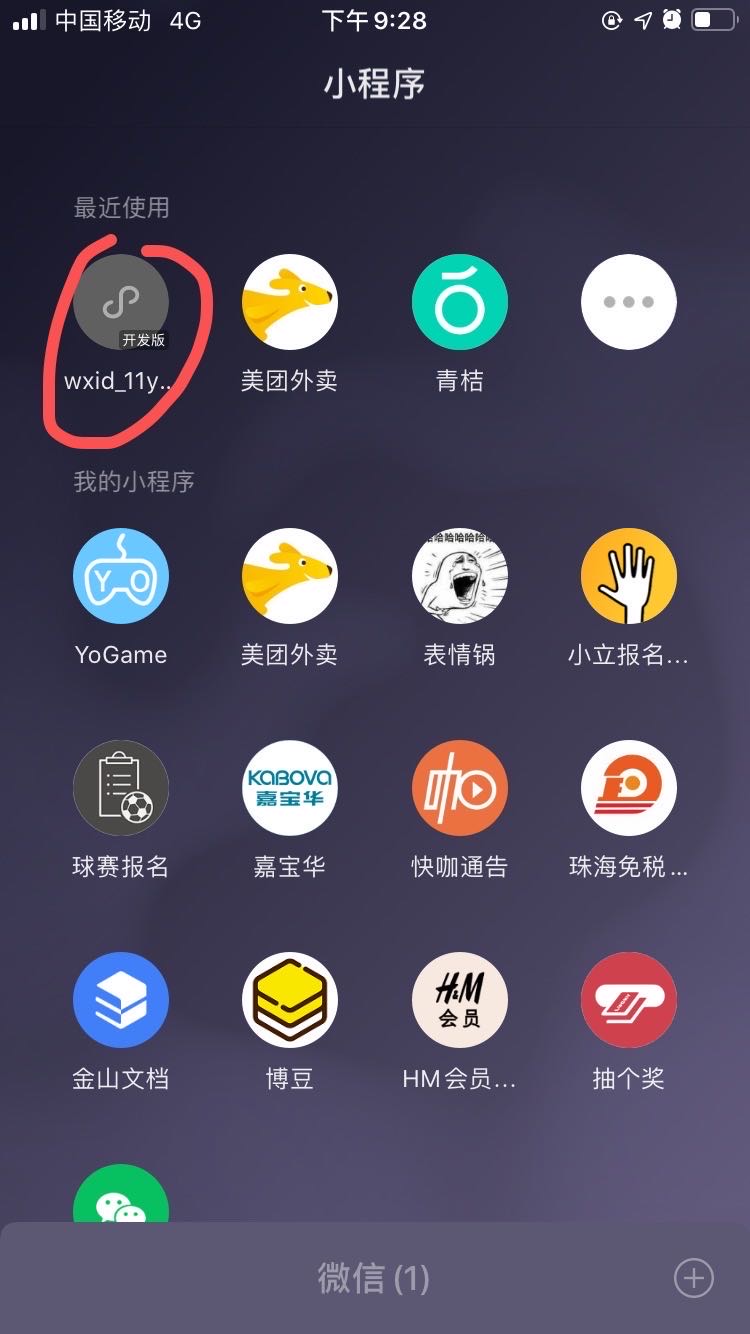 中国移动 4G 下午9:28
小程序
最近使用
开发版
wxid_11y... 美团外卖 青桔
我的小程序
YO
哈哈哈哈哈哈
YoGame 美团外卖 表情锅 小立报名...
KABOVA
嘉宝华
咖
球赛报名 嘉宝华 快咖通告 珠海免税...
H&M
会员
金山文档 博豆 HM会员... 抽个奖
微信(1)